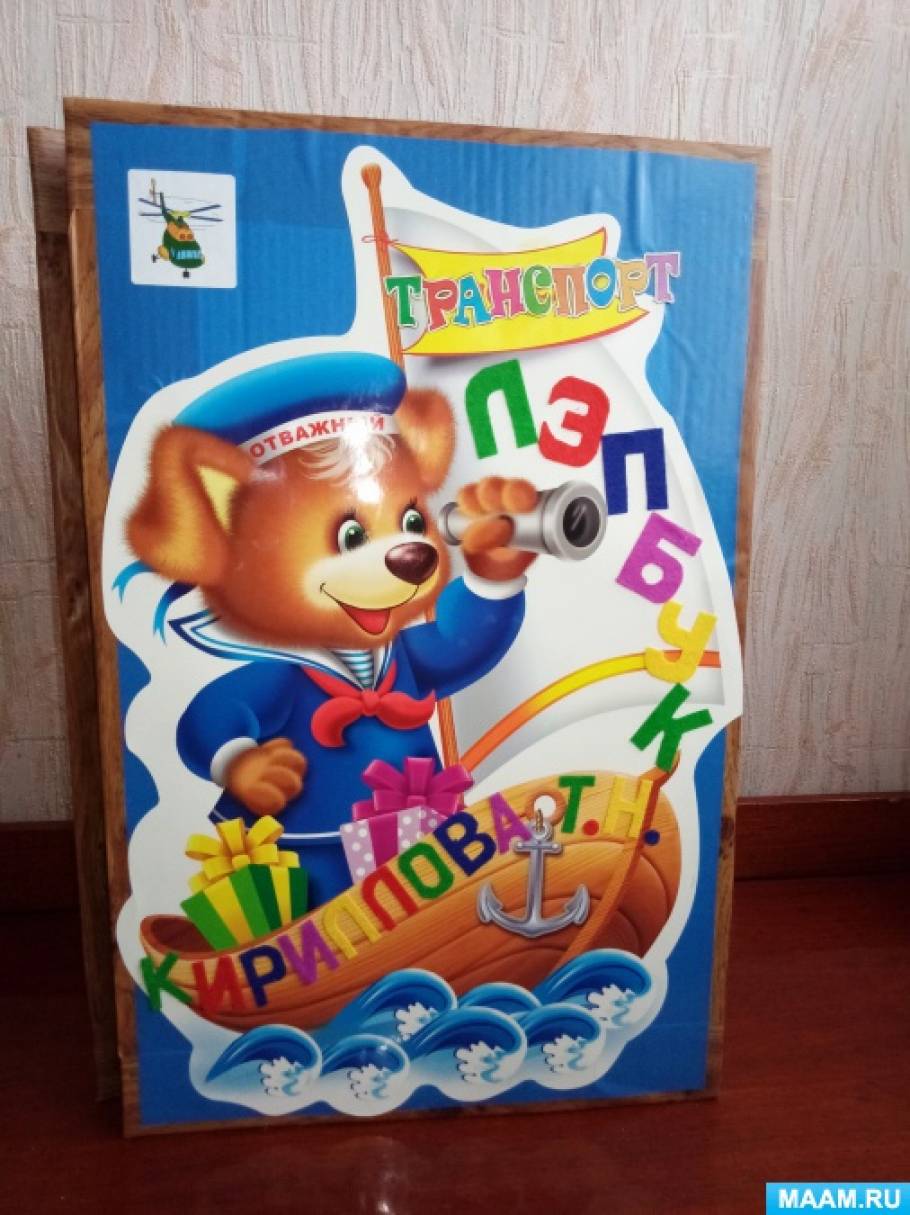 ТРАНСПОРТ
ЛЭПБУК
ОТВАЖНЫЙ
КИРИЛЛОВА Т.Н.
MAAM.RU